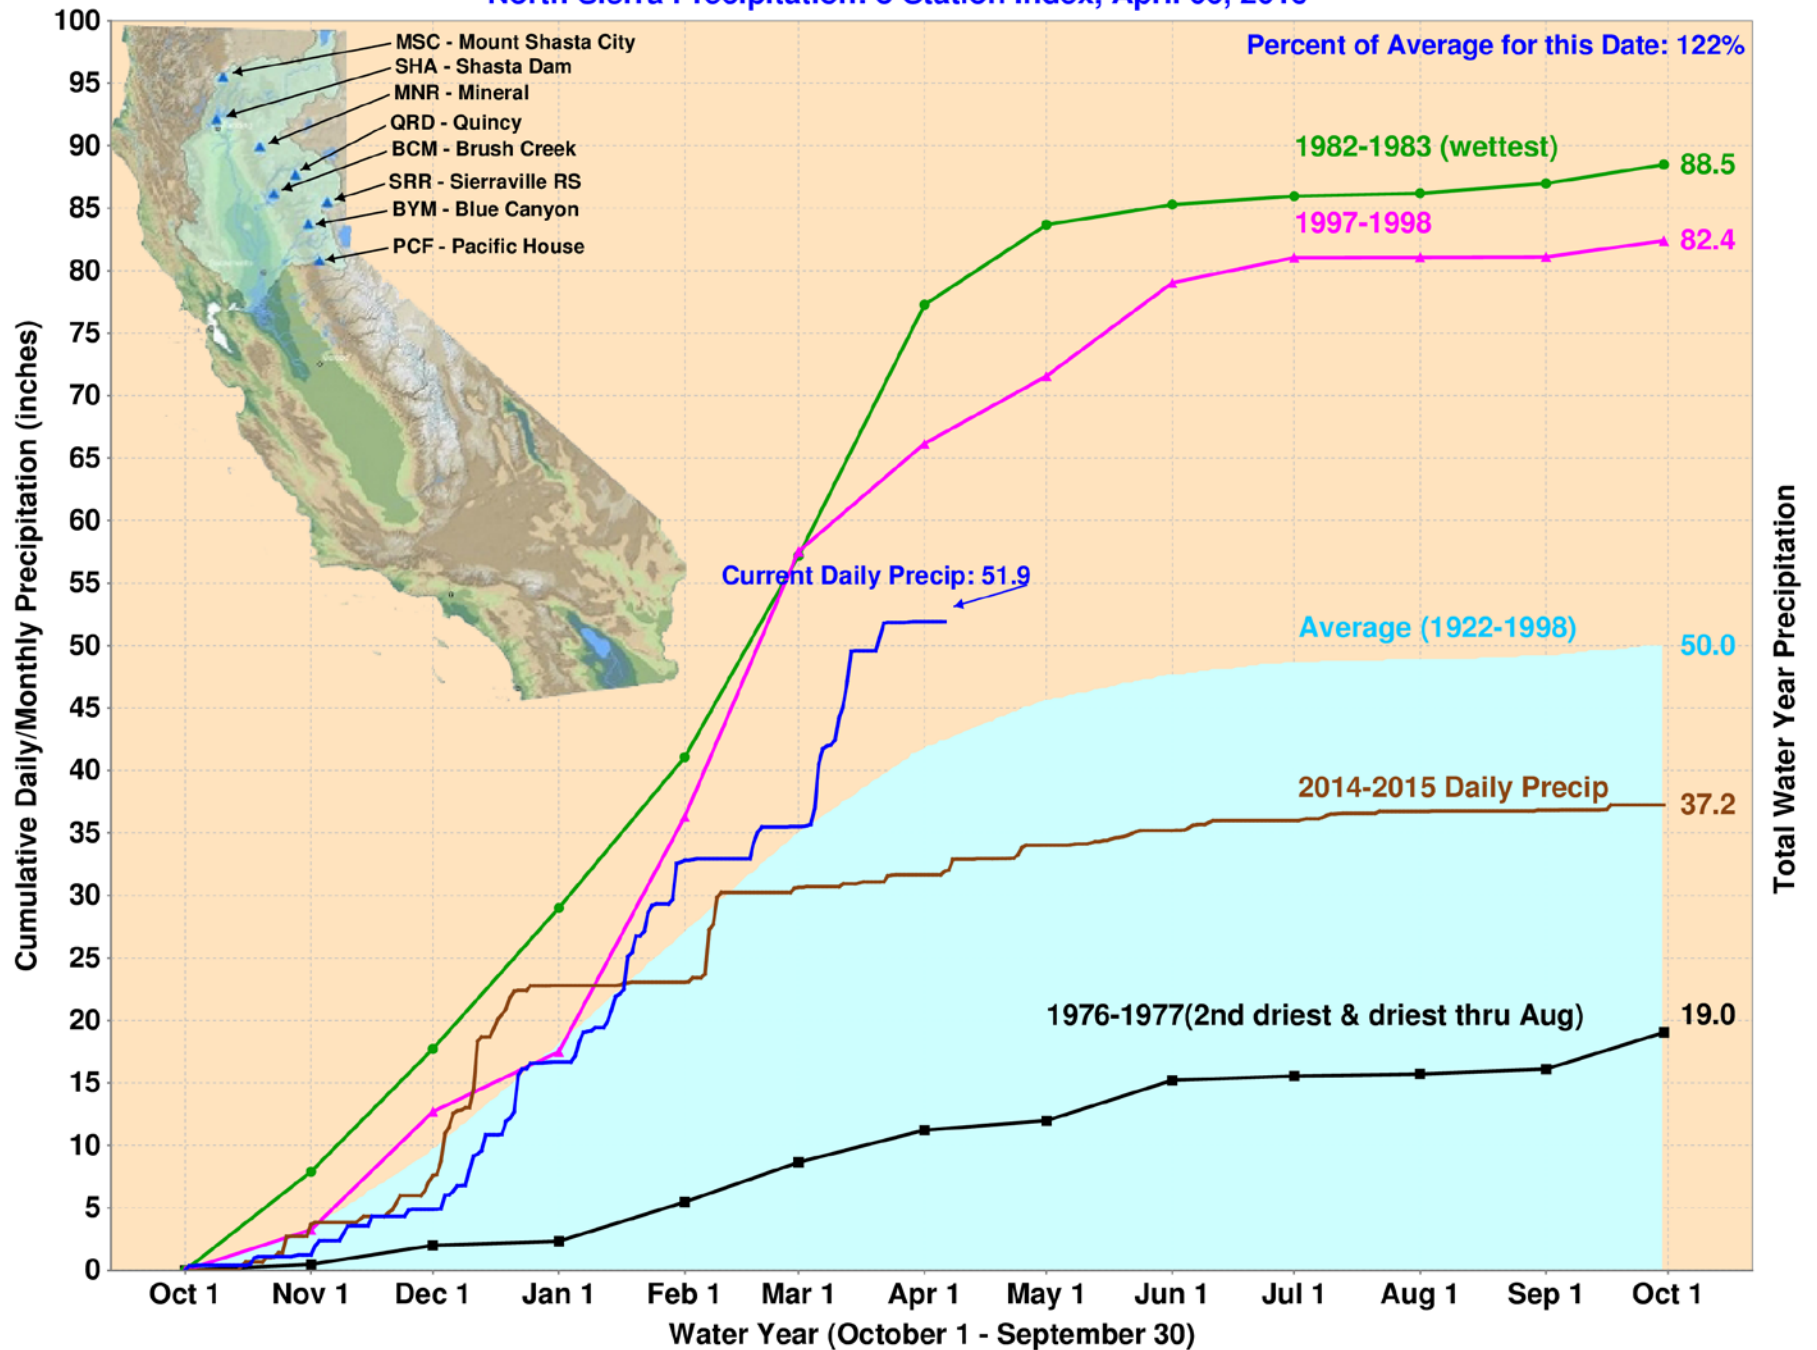 100
95
90
85
80
75
70
65
60
55
50
45
40
35
30
25
20
15
10
5
0
Cumulative Daily/Monthly Precipitation (inches)
Percent of Average for this Date: 122%
MSC - Mount Shasta City
SHA - Shasta Dam
MNR - Mineral
QRD - Quincy
BCM - Brush Creek
SRR - Sierraville RS
BYM - Blue Canyon
PCF - Pacific House
1982-1983 (wettest)
88.5
1997-1998
82.4
Current Daily Precip: 51.9
Average (1922-1998)
50.0
2014-2015 Daily Precip
37.2
1976-1977(2nd driest & driest thru Aug)
19.0
Total Water Year Precipitation
Oct 1 Nov 1 Dec 1 Jan 1 Feb 1 Mar 1 Apr 1 May 1 Jun 1 Jul 1 Aug 1 Sep 1 Oct 1
Water Year (October 1 - September 30)